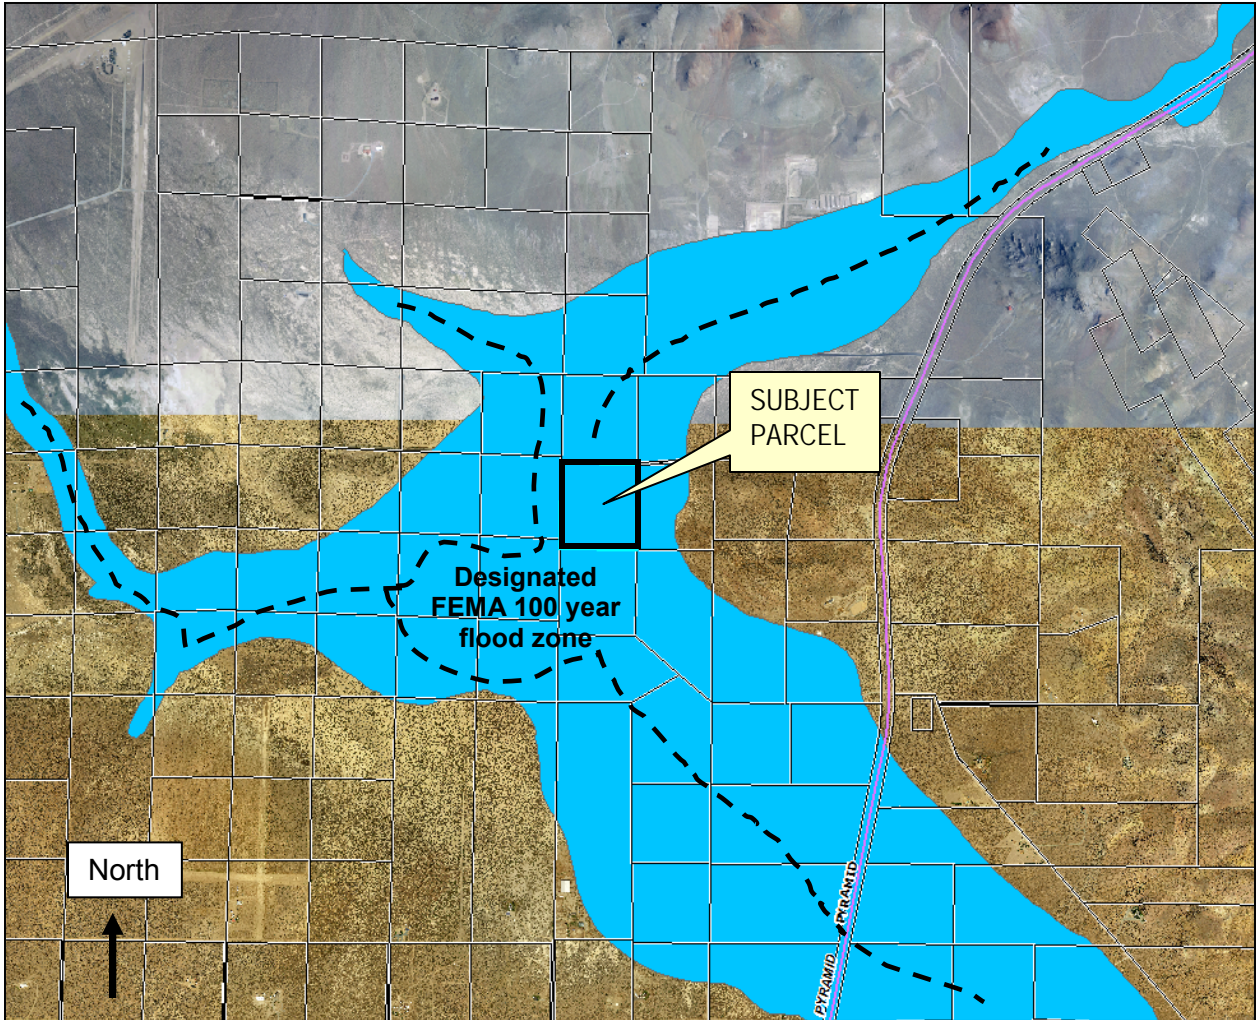 SUBJECT
PARCEL
Designated
FEMA 100 year
flood zone
North
PYRAMID
PYRAMID